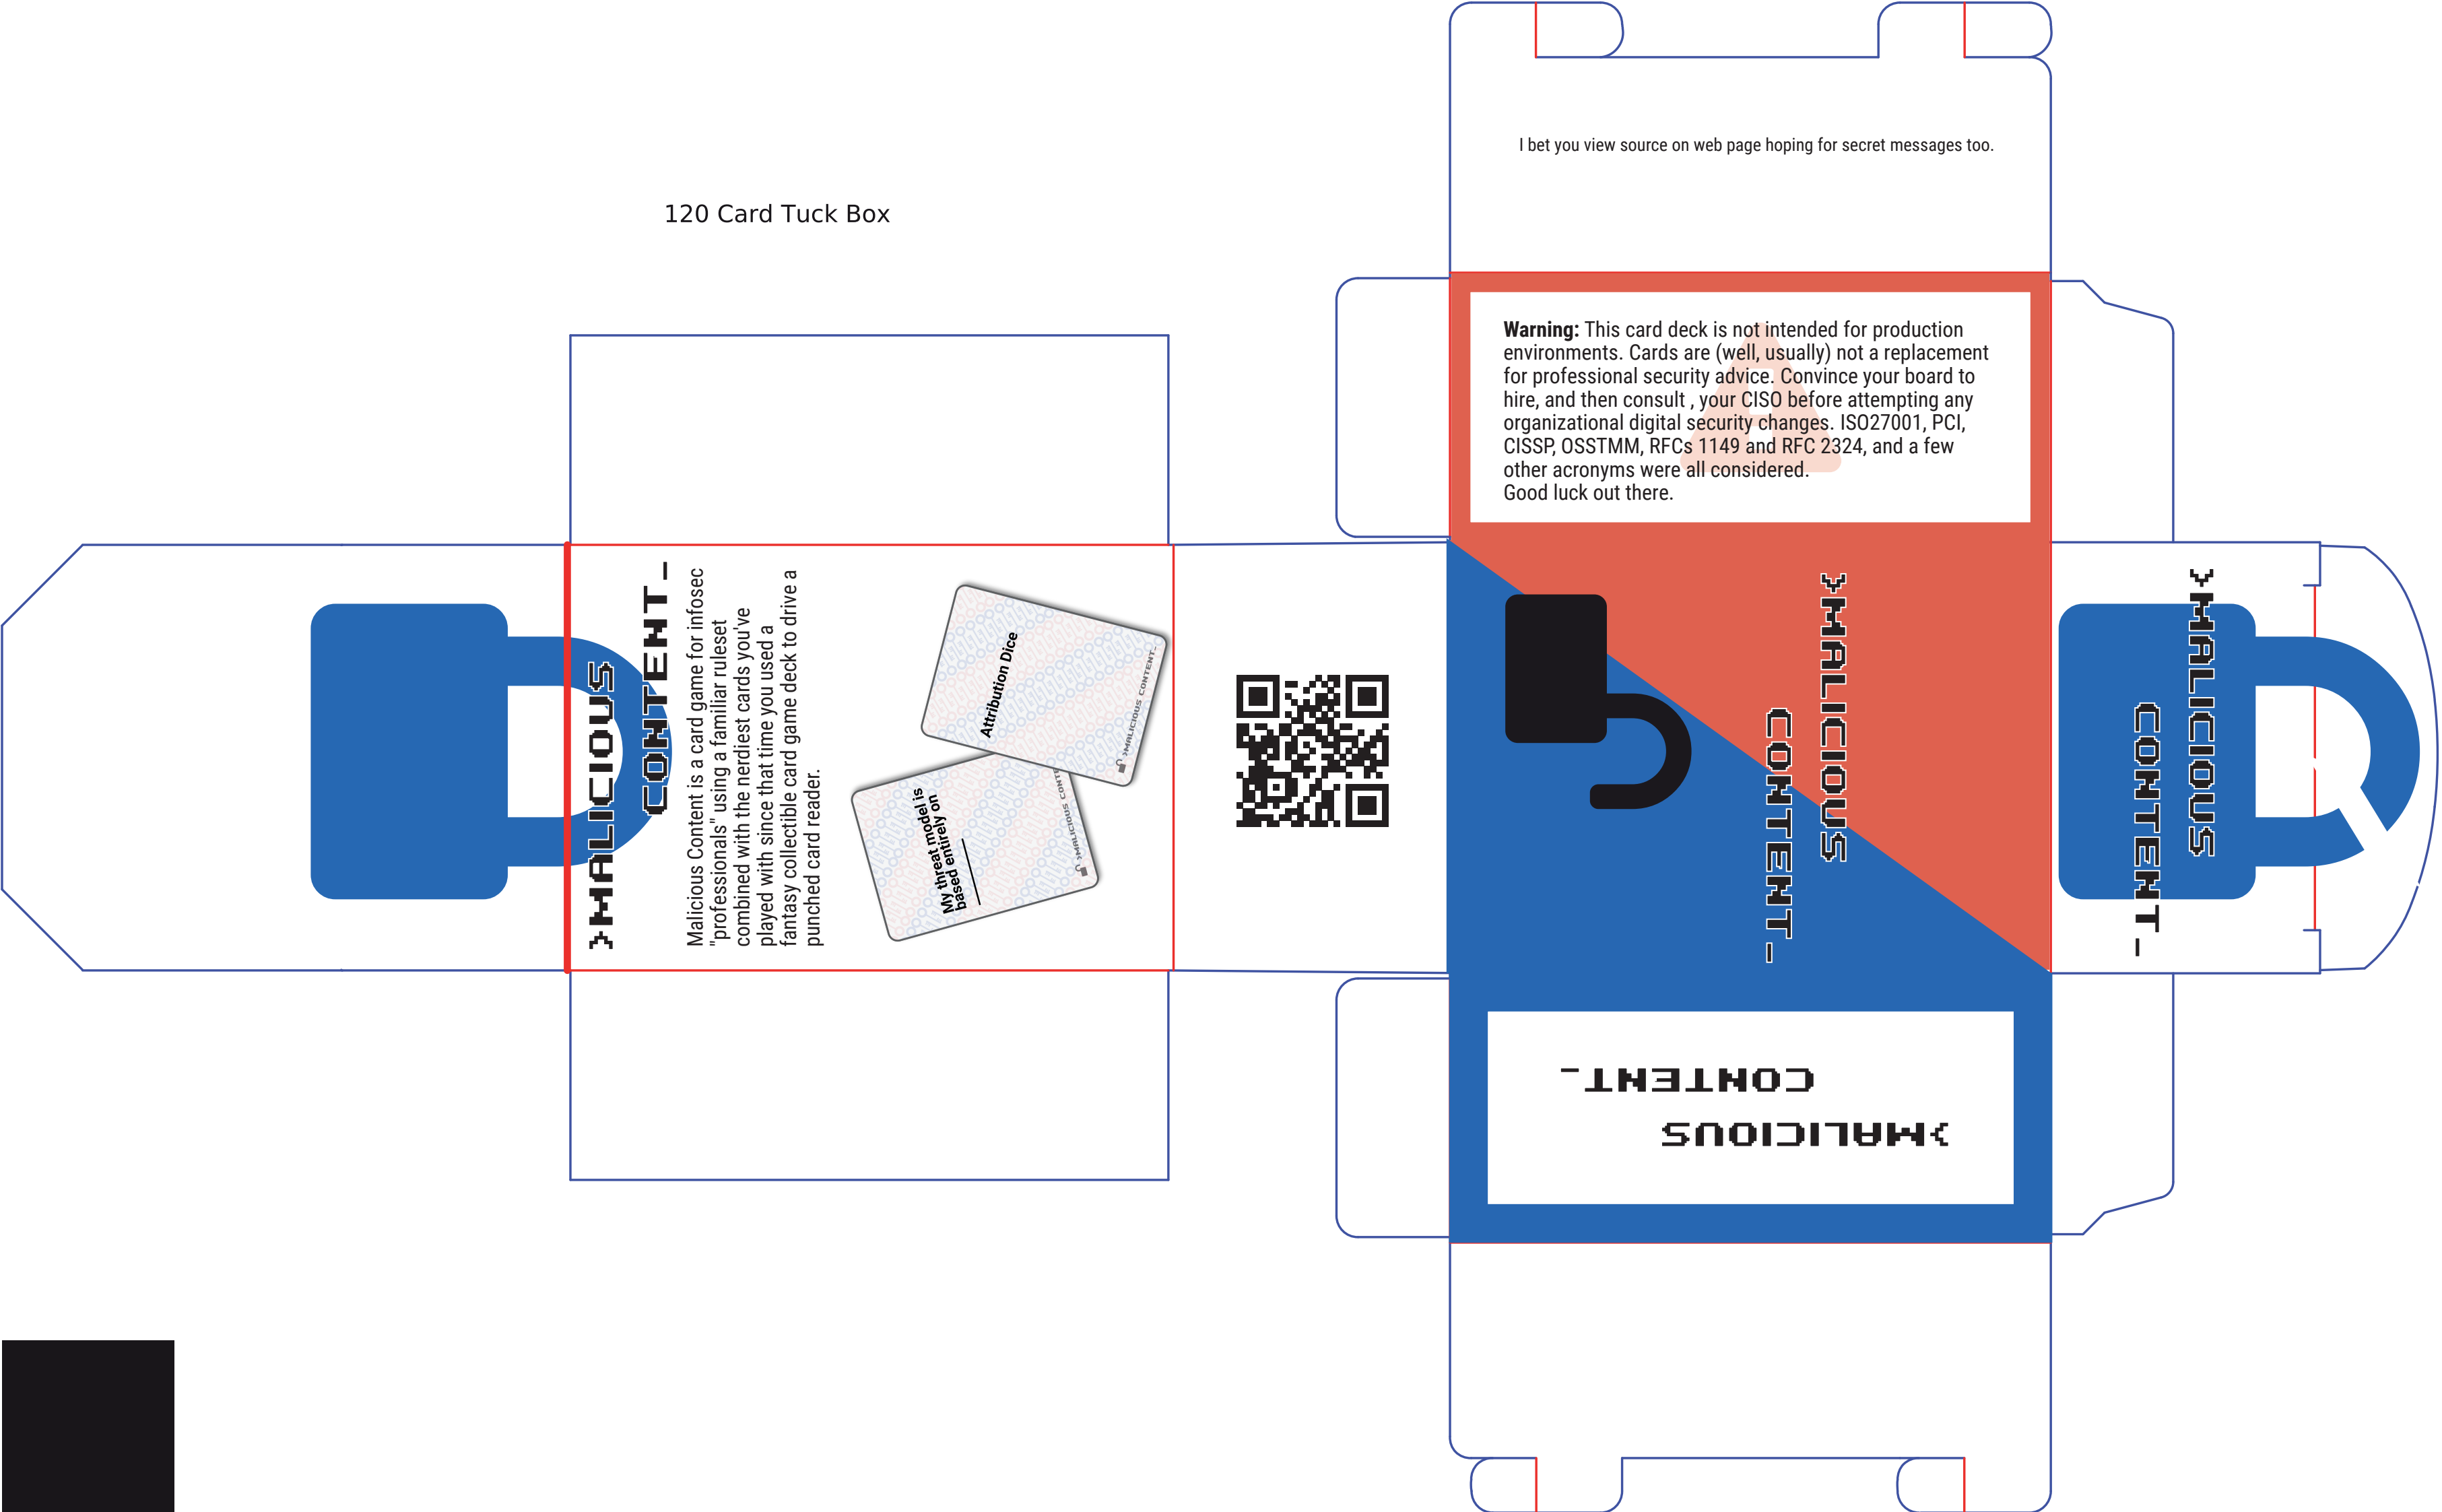 I bet you view source on web page hoping for secret messages too.
120 Card Tuck Box
Warning: This card deck is not intended for production
environments. Cards are (well, usually) not a replacement
for professional security advice. Convince your board to
hire, and then consult , your CISO before attempting any
organizational digital security changes. ISO27001, PCI,
CISSP, OSSTMM, RFCs 1149 and RFC 2324, and a few
other acronyms were all considered.
Good luck out there.
>MALICIOUS
CONTENT_
Malicious Content is a card game for infosec
"professionals" using a familiar ruleset
combined with the nerdiest cards you've
played with since that time you used a
fantasy collectible card game deck to drive a
punched card reader.
My threat model is
based entirely on
>MALICIOUS CONTE
Attribution Dice
>MALICIOUS CONTENT_
>MALICIOUS
CONTENT_
>MALICIOUS
CONTENT_
>MALICIOUS
CONTENT_